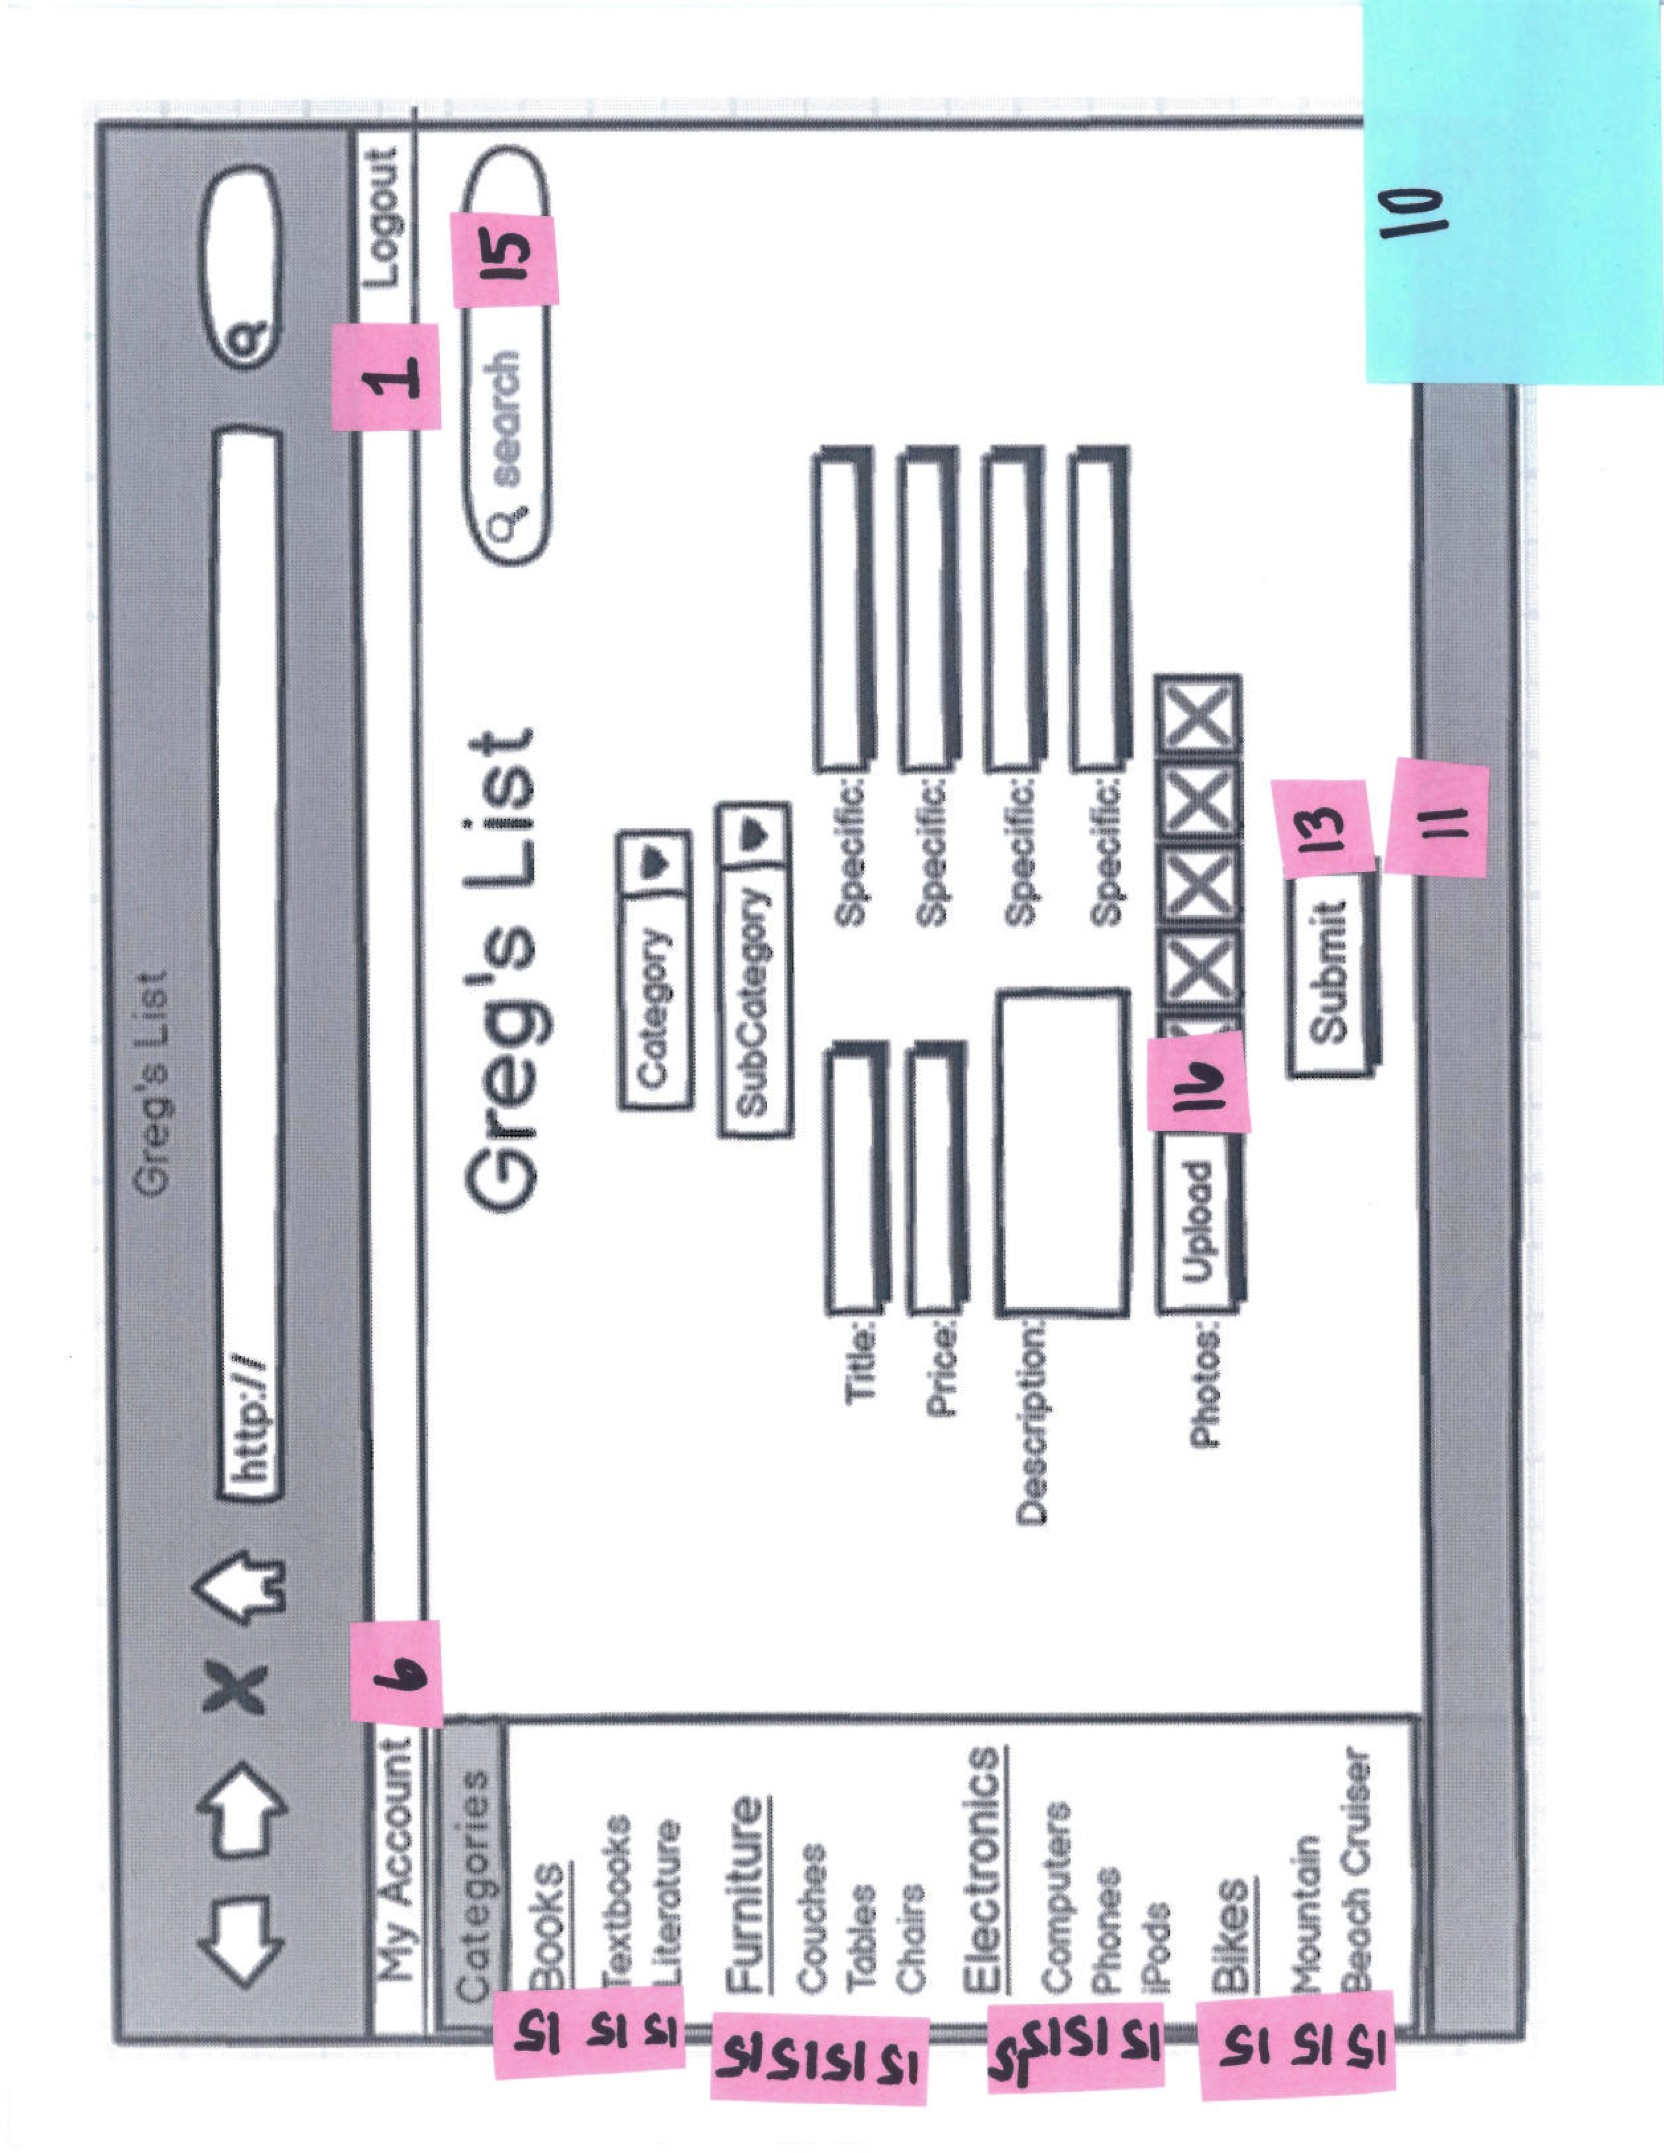 Greg's List
http://
My Account 6 1 Logout
Categories
Greg's List
search 15
15 Books
15 Textbooks
15 Literature
15 Furniture
15 Couches
15 Tables
15 Chairs
15 Electronics
15 Computers
15 Phones
15 iPods
15 Bikes
15 Mountain
15 Beach Cruiser
Category
SubCategory
Title:
Price:
Description:
Photos: Upload 16
Specific:
Specific:
Specific:
Specific:
Submit 13
11
10